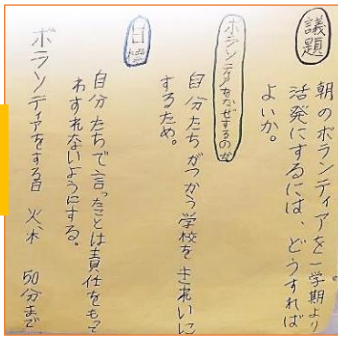 議題
朝のボランティアを一学期より
活発にするには、どうすれば
よいか。
ボランティアをなぜするのか
自分たちがつかう学校をきれいに
するため。
目標
自分たちで言ったことは責任をもって
わすれないようにする。
ボランティアをする日 火、木 50分まで